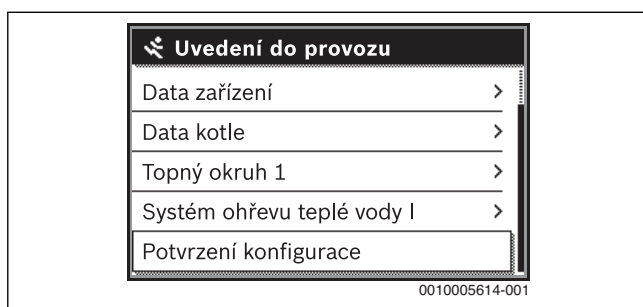 Uvedení do provozu
Data zařízení
Data kotle
Topný okruh 1
Systém ohřevu teplé vody I
Potvrzení konfigurace
0010005614-001